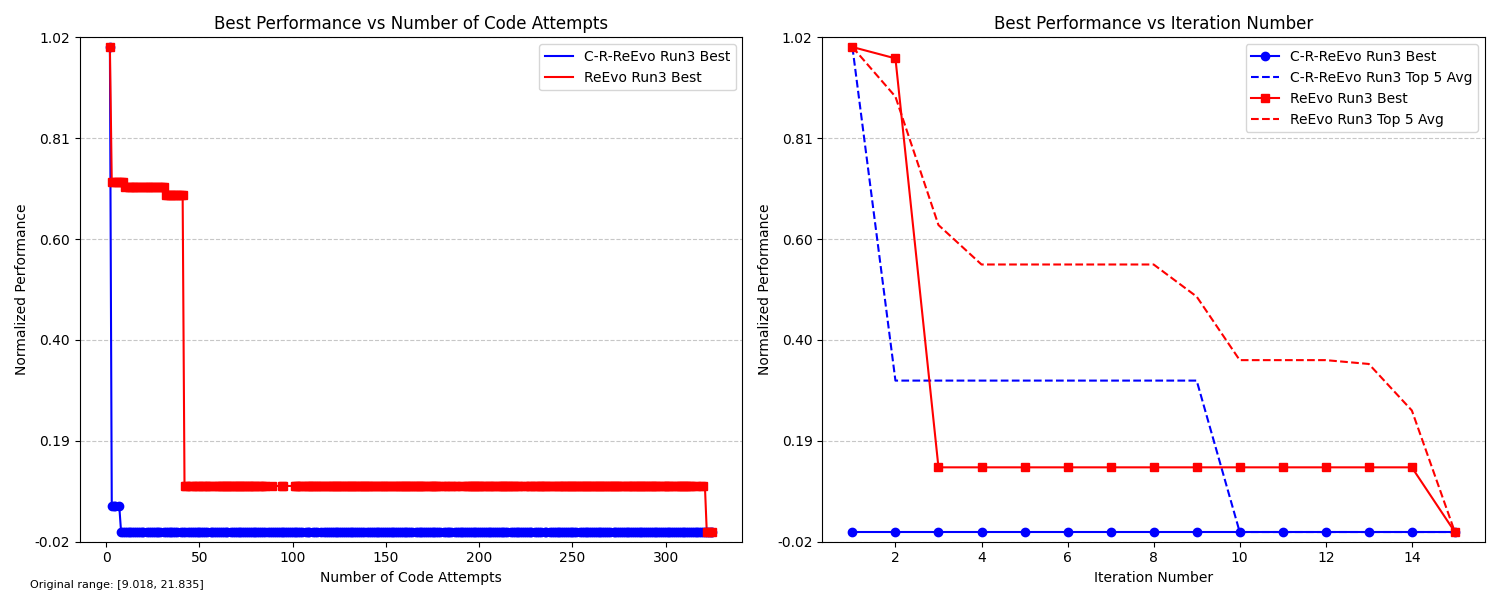 Best Performance vs Number of Code Attempts
1.02
0.81
0.60
0.40
0.19
-0.02
Normalized Performance
C-R-ReEvo Run3 Best
ReEvo Run3 Best
0 50 100 150 200 250 300
Number of Code Attempts
Original range: [9.018, 21.835]
Best Performance vs Iteration Number
1.02
0.81
0.60
0.40
0.19
-0.02
Normalized Performance
C-R-ReEvo Run3 Best
C-R-ReEvo Run3 Top 5 Avg
ReEvo Run3 Best
ReEvo Run3 Top 5 Avg
2 4 6 8 10 12 14
Iteration Number